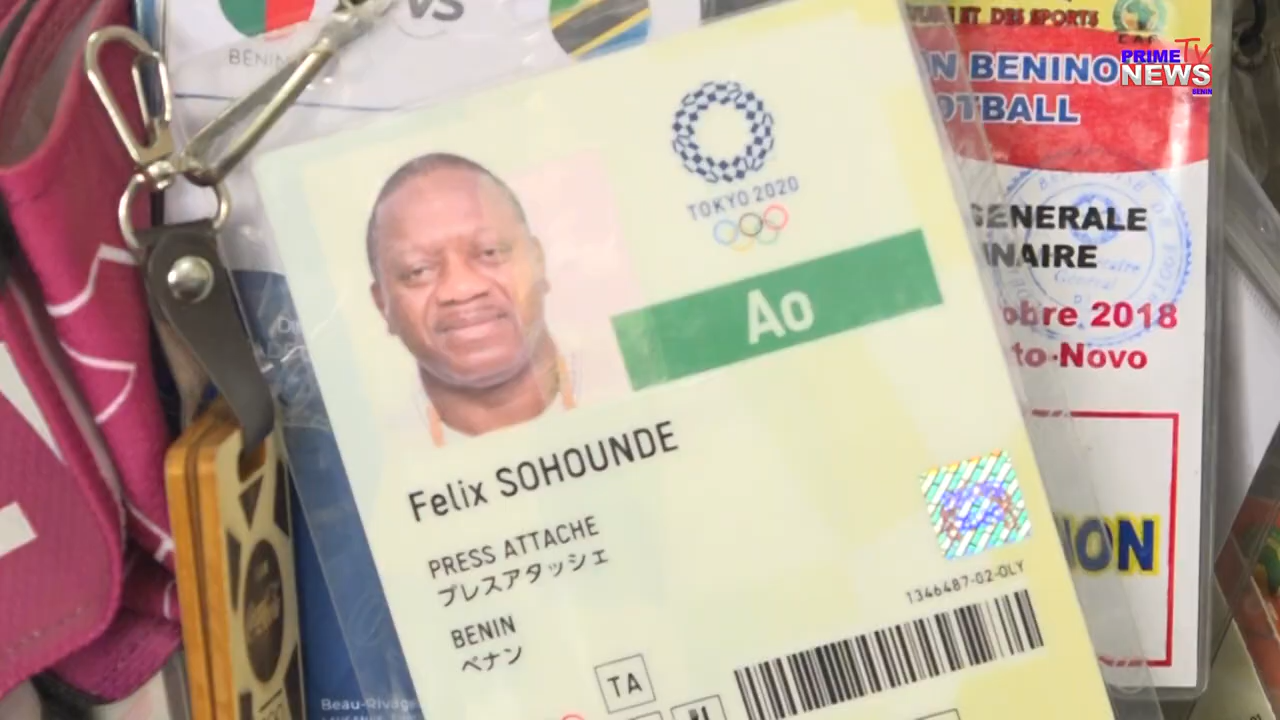 VS
BÉNIN
PRIME TV
NEWS
BENIN
ET DES SPORTS
N BENINO
OTBALL
GENERALE
INAIRE
obre 2018
to-Novo
ION
TOKYO 2020
Ao
Felix SOHOUNDE
PRESS ATTACHE
プレスアタッシェ
BENIN
ベナン
1346487-02-OLY
TA
Beau-Rivage